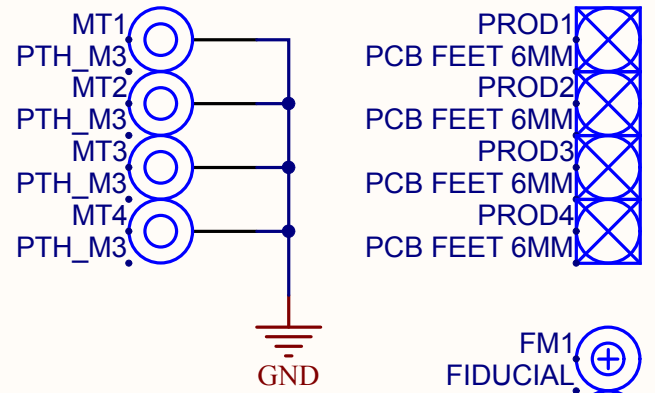 MT1
PTH_M3
MT2
PTH_M3
MT3
PTH_M3
MT4
PTH_M3
GND
PROD1
PCB FEET 6MM
PROD2
PCB FEET 6MM
PROD3
PCB FEET 6MM
PROD4
PCB FEET 6MM
FM1
FIDUCIAL